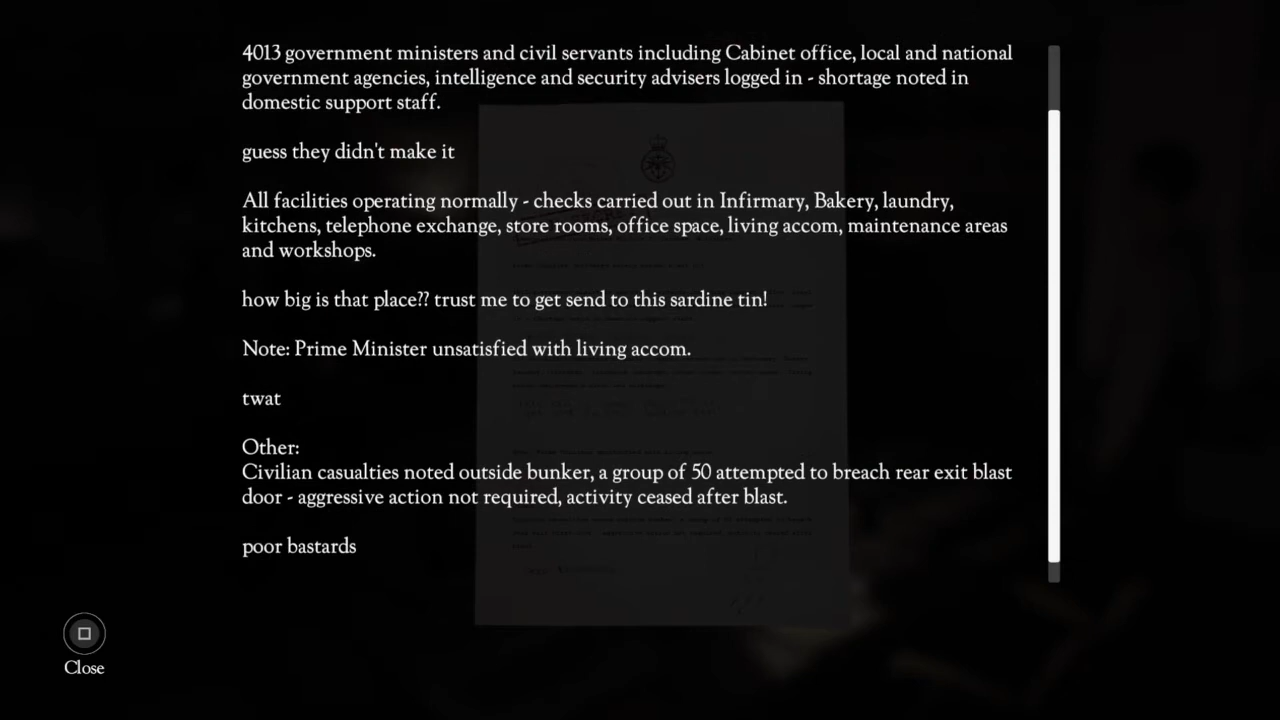 4013 government ministers and civil servants including Cabinet office, local and national
government agencies, intelligence and security advisers logged in - shortage noted in
domestic support staff.
guess they didn't make it
All facilities operating normally - checks carried out in Infirmary, Bakery, laundry,
kitchens, telephone exchange, store rooms, office space, living accom, maintenance areas
and workshops.
how big is that place?? trust me to get send to this sardine tin!
Note: Prime Minister unsatisfied with living accom.
twat
Other:
Civilian casualties noted outside bunker, a group of 50 attempted to breach rear exit blast
door - aggressive action not required, activity ceased after blast.
poor bastards
Close